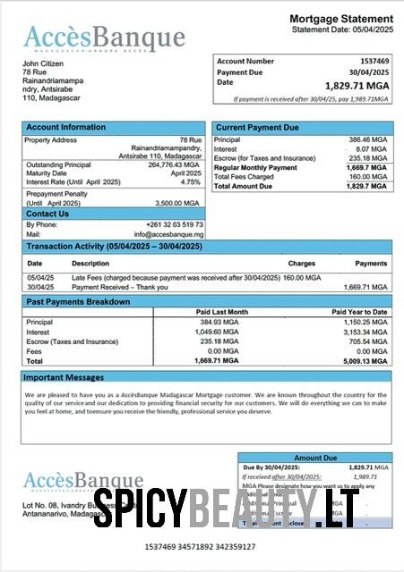 AccèsBanque
MADAGASCAR
Mortgage Statement
Statement Date: 05/04/2025
John Citizen
78 Rue
Rainandriamampa
ndry, Antsirabe
110, Madagascar
Account Number 1537469
Payment Due 30/04/2025
Date
1,829.71 MGA
If payment is received after 30/04/25, pay 1,989.71MGA
Account Information
Property Address 78 Rue
Rainandriamampandry,
Antsirabe 110, Madagascar
Outstanding Principal 264,776.43 MGA
Maturity Date April 2025
Interest Rate (Until April 2025) 4.75%
Prepayment Penalty
(Until April 2025) 3,500.00 MGA
Contact Us
By Phone: +261 32 03 519 73
Mail: info@accesbanque.mg
Current Payment Due
Principal 386.46 MGA
Interest 8.07 MGA
Escrow (for Taxes and Insurance) 235.18 MGA
Regular Monthly Payment 1,669.7 MGA
Total Fees Charged 160.00 MGA
Total Amount Due 1,829.7 MGA
Transaction Activity (05/04/2025 – 30/04/2025)
Date Description Charges Payments
05/04/25 Late Fees (charged because payment was received after 30/04/2025) 160.00 MGA
30/04/25 Payment Received – Thank you 1,669.71 MGA
Past Payments Breakdown
Paid Last Month Paid Year to Date
Principal 384.93 MGA 1,150.25 MGA
Interest 1,049.60 MGA 3,153.34 MGA
Escrow (Taxes and Insurance) 235.18 MGA 705.54 MGA
Fees 0.00 MGA 0.00 MGA
Total 1,669.71 MGA 5,009.13 MGA
Important Messages
We are pleased to have you as a AccèsBanque Madagascar Mortgage customer. We are known throughout the country for the
quality of our service and our dedication to providing financial security for our customers. We will do everything we can to make
you feel at home, and to ensure you receive the friendly, professional service you deserve.
AccèsBanque
Lot No. 08, Ivandry
Antananarivo, Madagascar
Amount Due
Due By 30/04/2025: 1,829.71 MGA
If received after 30/04/2025: 1,989.71
MGA Please designate how you want us to apply any
SPICYBEAUTY.LT
1537469 34571892 342359127